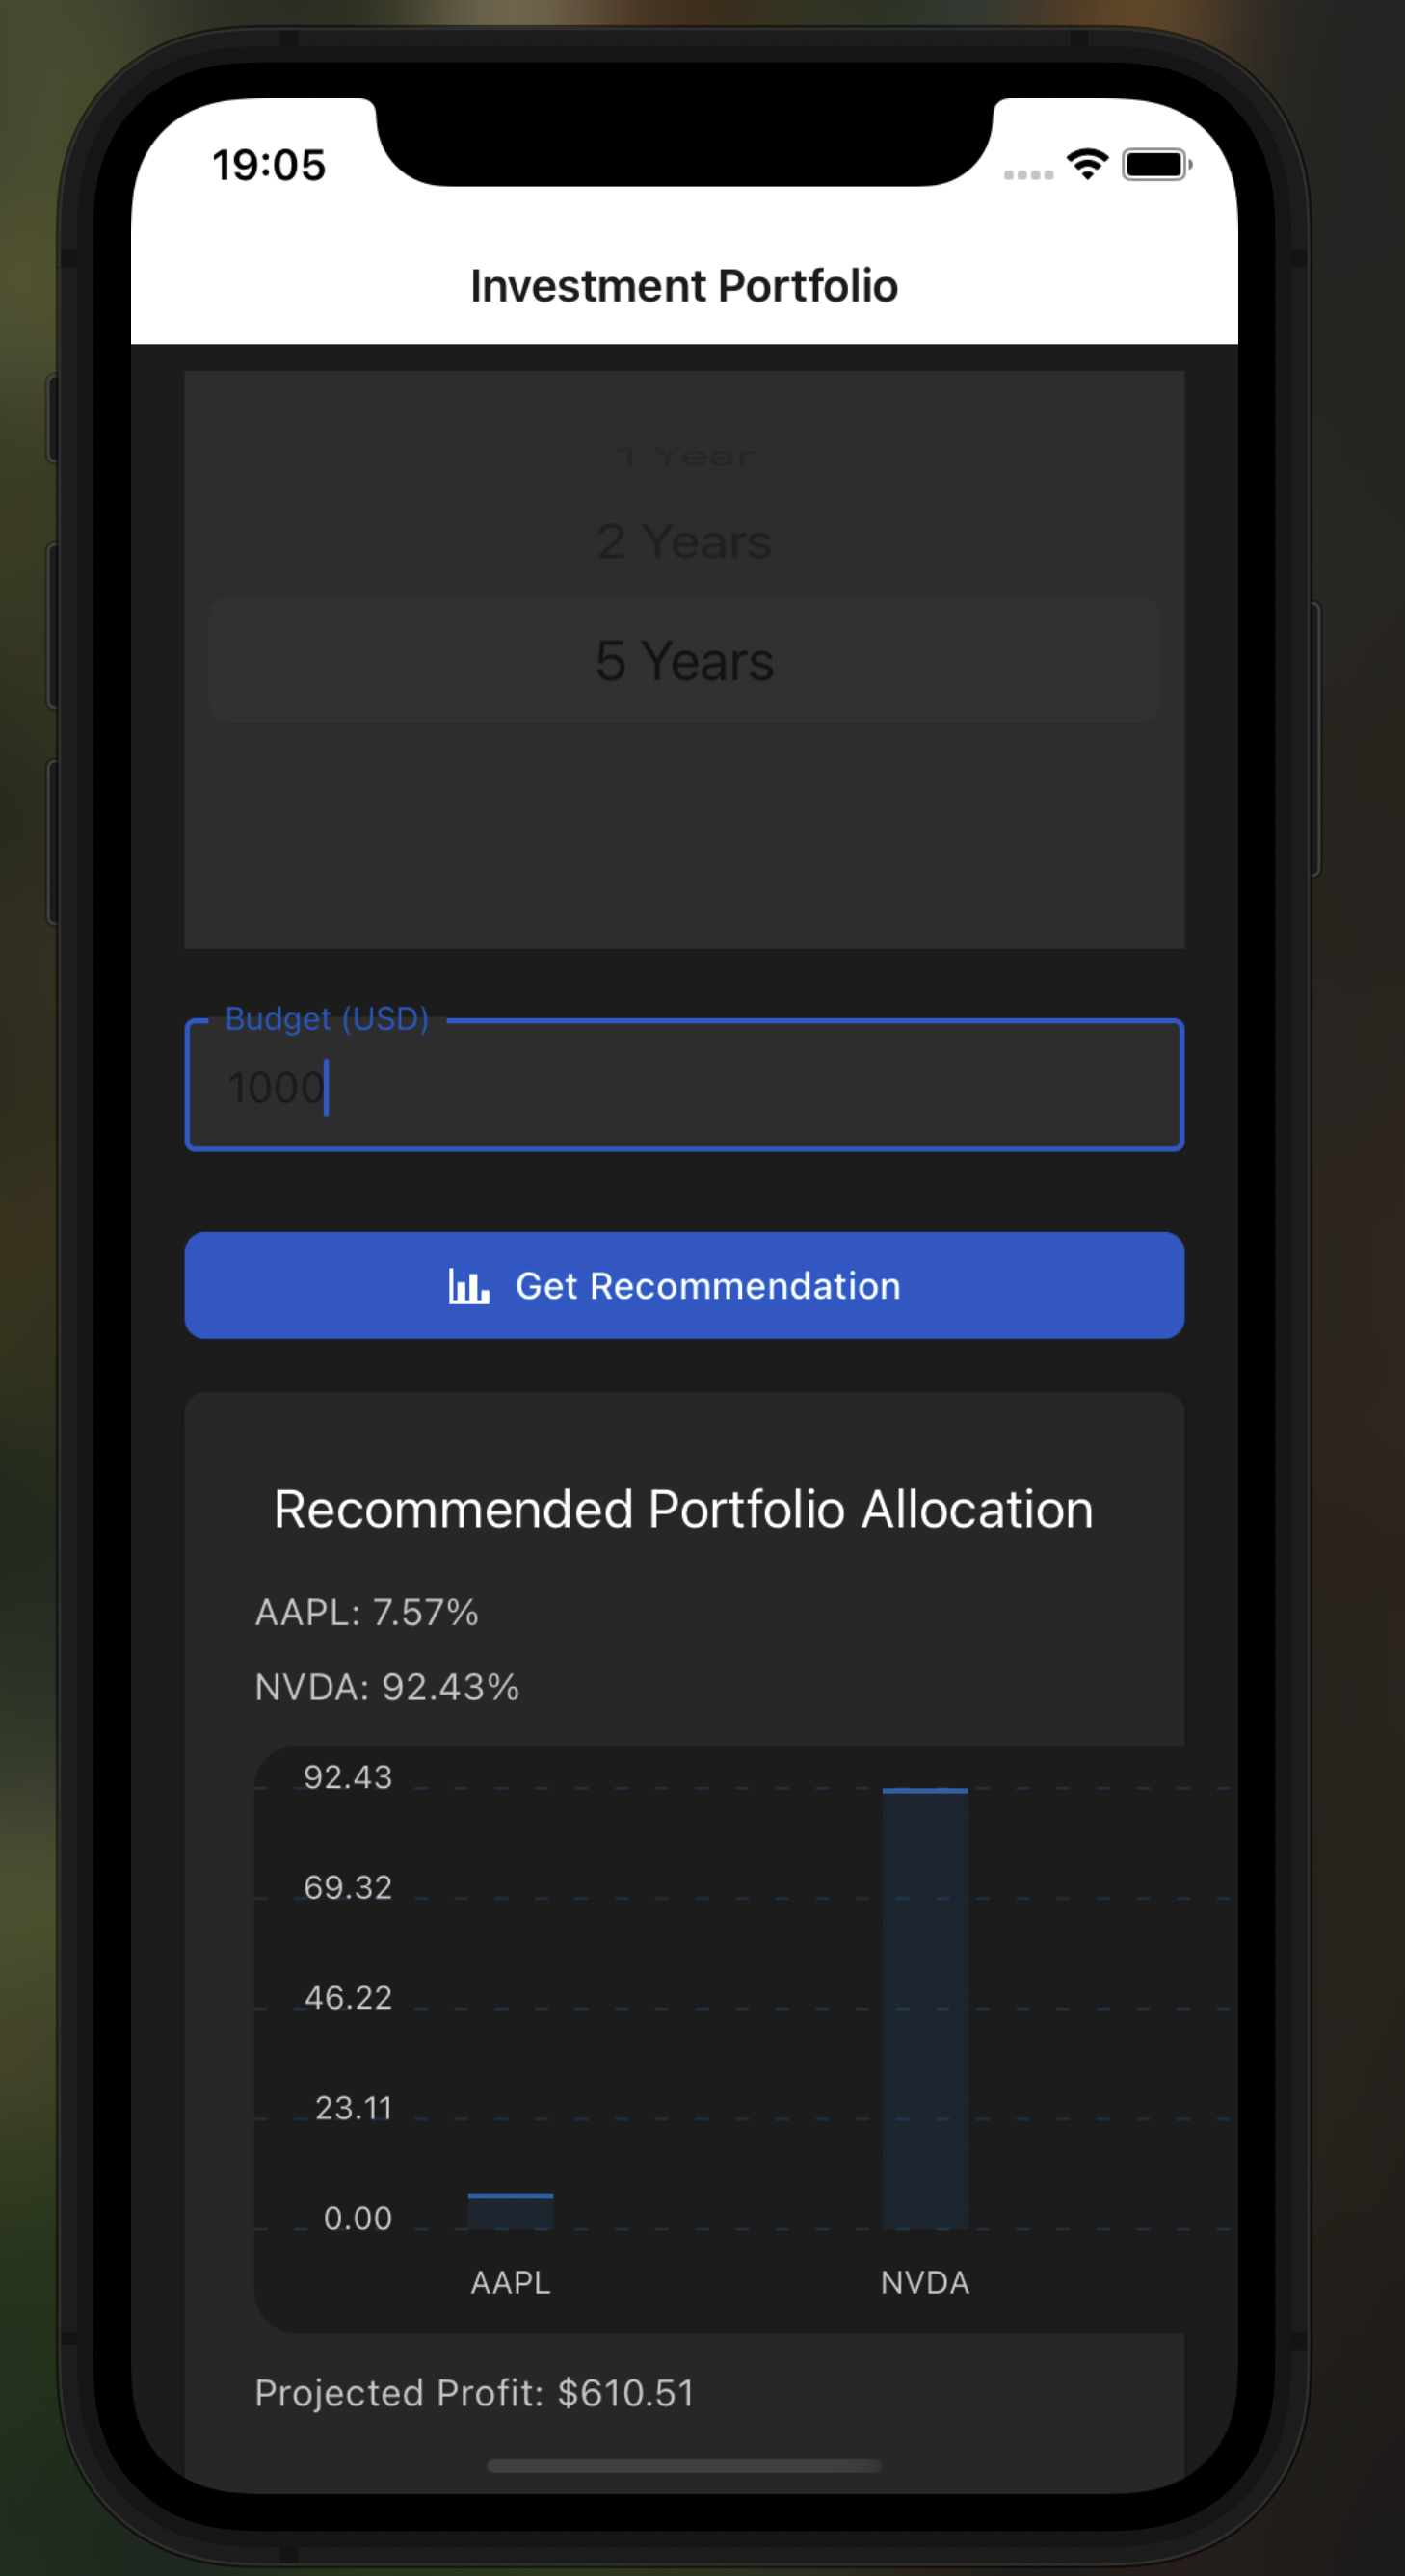 19:05
Investment Portfolio
1 Year
2 Years
5 Years
Budget (USD)
1000
Get Recommendation
Recommended Portfolio Allocation
AAPL: 7.57%
NVDA: 92.43%
92.43
69.32
46.22
23.11
0.00
AAPL NVDA
Projected Profit: $610.51